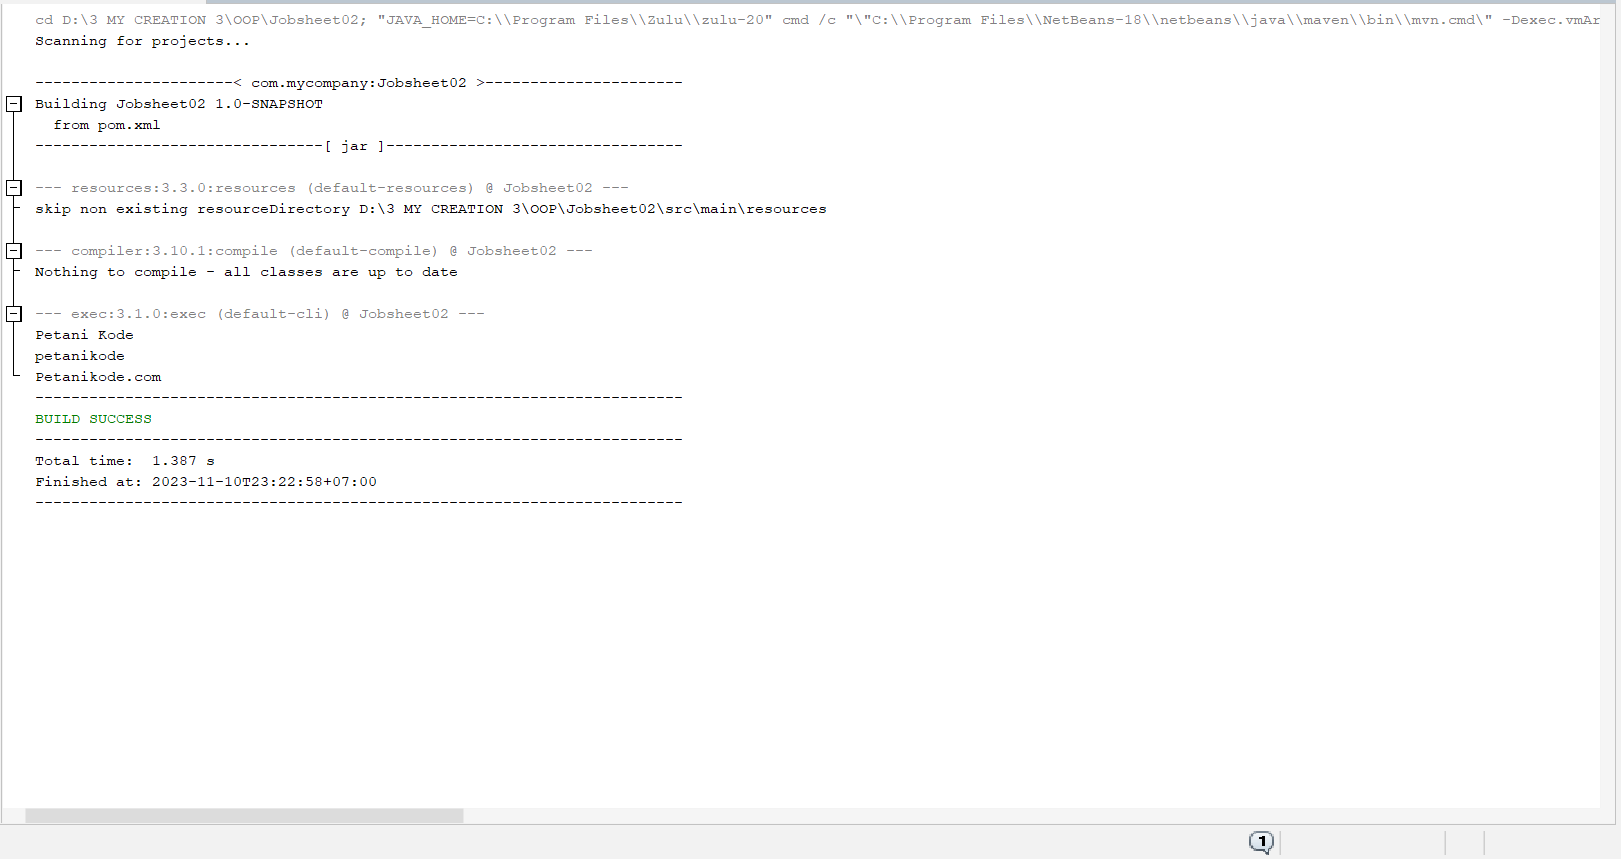 cd D:\3 MY CREATION 3\OOP\Jobsheet02; "JAVA_HOME=C:\\Program Files\\Zulu\\zulu-20" cmd /c "\"C:\\Program Files\\NetBeans-18\\netbeans\\java\\maven\\bin\\mvn.cmd\" -Dexec.vmAr
Scanning for projects...
----------------------< com.mycompany:Jobsheet02 >----------------------
Building Jobsheet02 1.0-SNAPSHOT
  from pom.xml
--------------------------------[ jar ]---------------------------------
--- resources:3.3.0:resources (default-resources) @ Jobsheet02 ---
skip non existing resourceDirectory D:\3 MY CREATION 3\OOP\Jobsheet02\src\main\resources
--- compiler:3.10.1:compile (default-compile) @ Jobsheet02 ---
Nothing to compile - all classes are up to date
--- exec:3.1.0:exec (default-cli) @ Jobsheet02 ---
Petani Kode
petanikode
Petanikode.com
------------------------------------------------------------------------
BUILD SUCCESS
------------------------------------------------------------------------
Total time:  1.387 s
Finished at: 2023-11-10T23:22:58+07:00
------------------------------------------------------------------------
1